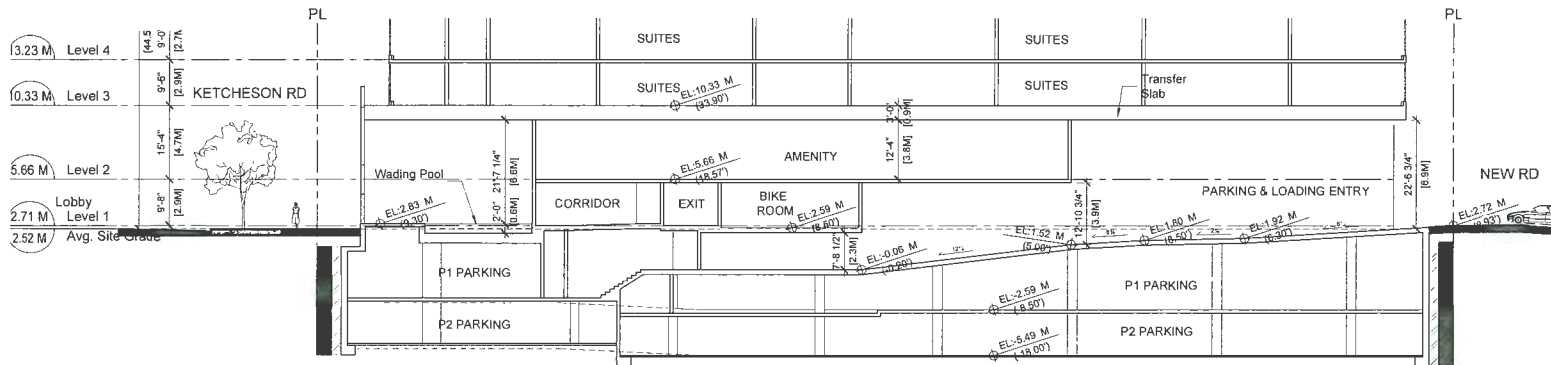 PL
PL
13.23 M Level 4
9'-0"
9'-6"
[2.9M]
SUITES
SUITES
10.33 M Level 3
KETCHESON RD
SUITES
EL:10.33 M
(33.90')
SUITES
Transfer
Slab
3'-0"
[0.9M]
15'-4"
[4.7M]
21'-7 1/4"
[6.6M]
12'-4"
[3.8M]
AMENITY
22'-6 3/4"
[6.9M]
5.66 M Level 2
Wading Pool
EL:5.66 M
(18.57')
PARKING & LOADING ENTRY
NEW RD
9'-8"
[2.9M]
2'-0"
[0.6M]
CORRIDOR
EXIT
BIKE
ROOM
12'-10 3/4"
[3.9M]
Lobby
2.71 M Level 1
EL:2.83 M
(9.30')
EL:2.59 M
(8.50')
EL:2.72 M
(8.93')
2.52 M Avg. Site Grade
EL:1.52 M
(5.00')
EL:1.80 M
EL:1.92 M
(6.30')
7'-8 1/2"
[2.3M]
EL:-0.06 M
(-0.20')
P1 PARKING
P1 PARKING
EL:-2.59 M
(-8.50')
P2 PARKING
P2 PARKING
EL:-5.49 M
(-18.00')